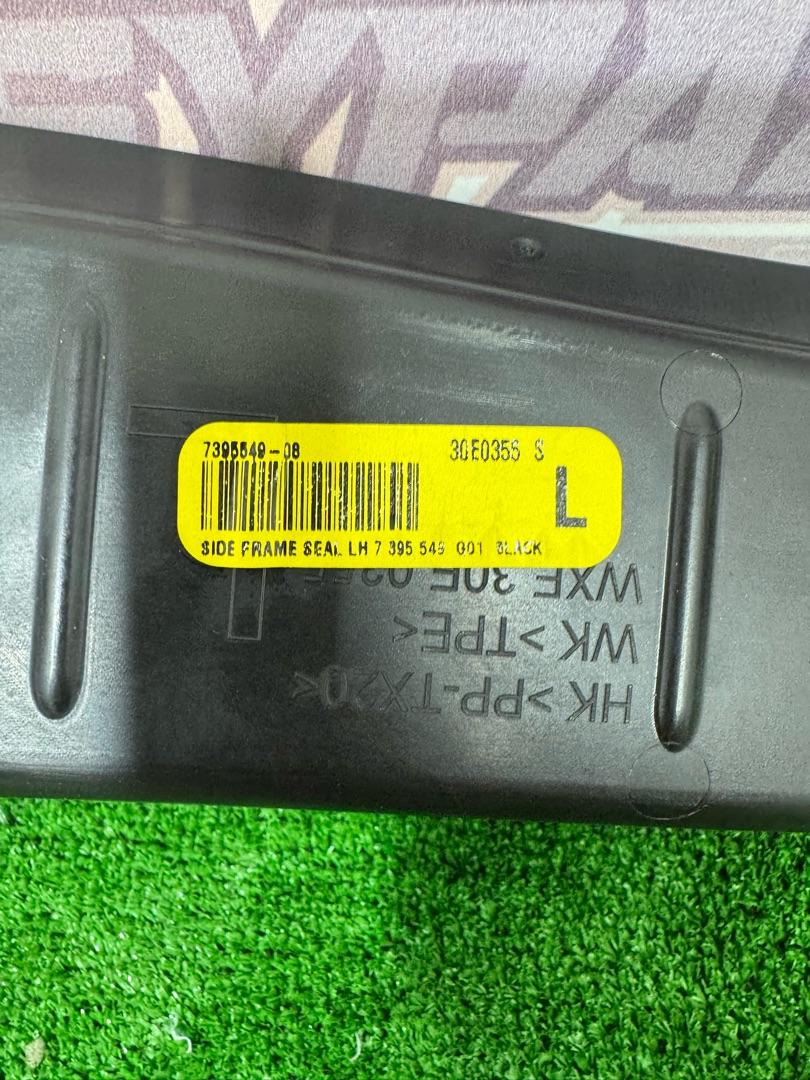 7395549-08 30E0355 S
L
SIDE FRAME SEAL LH 7 395 549 001 BLACK
WXE 30E 0355
WK >TPE<
HK >PP-TX20<